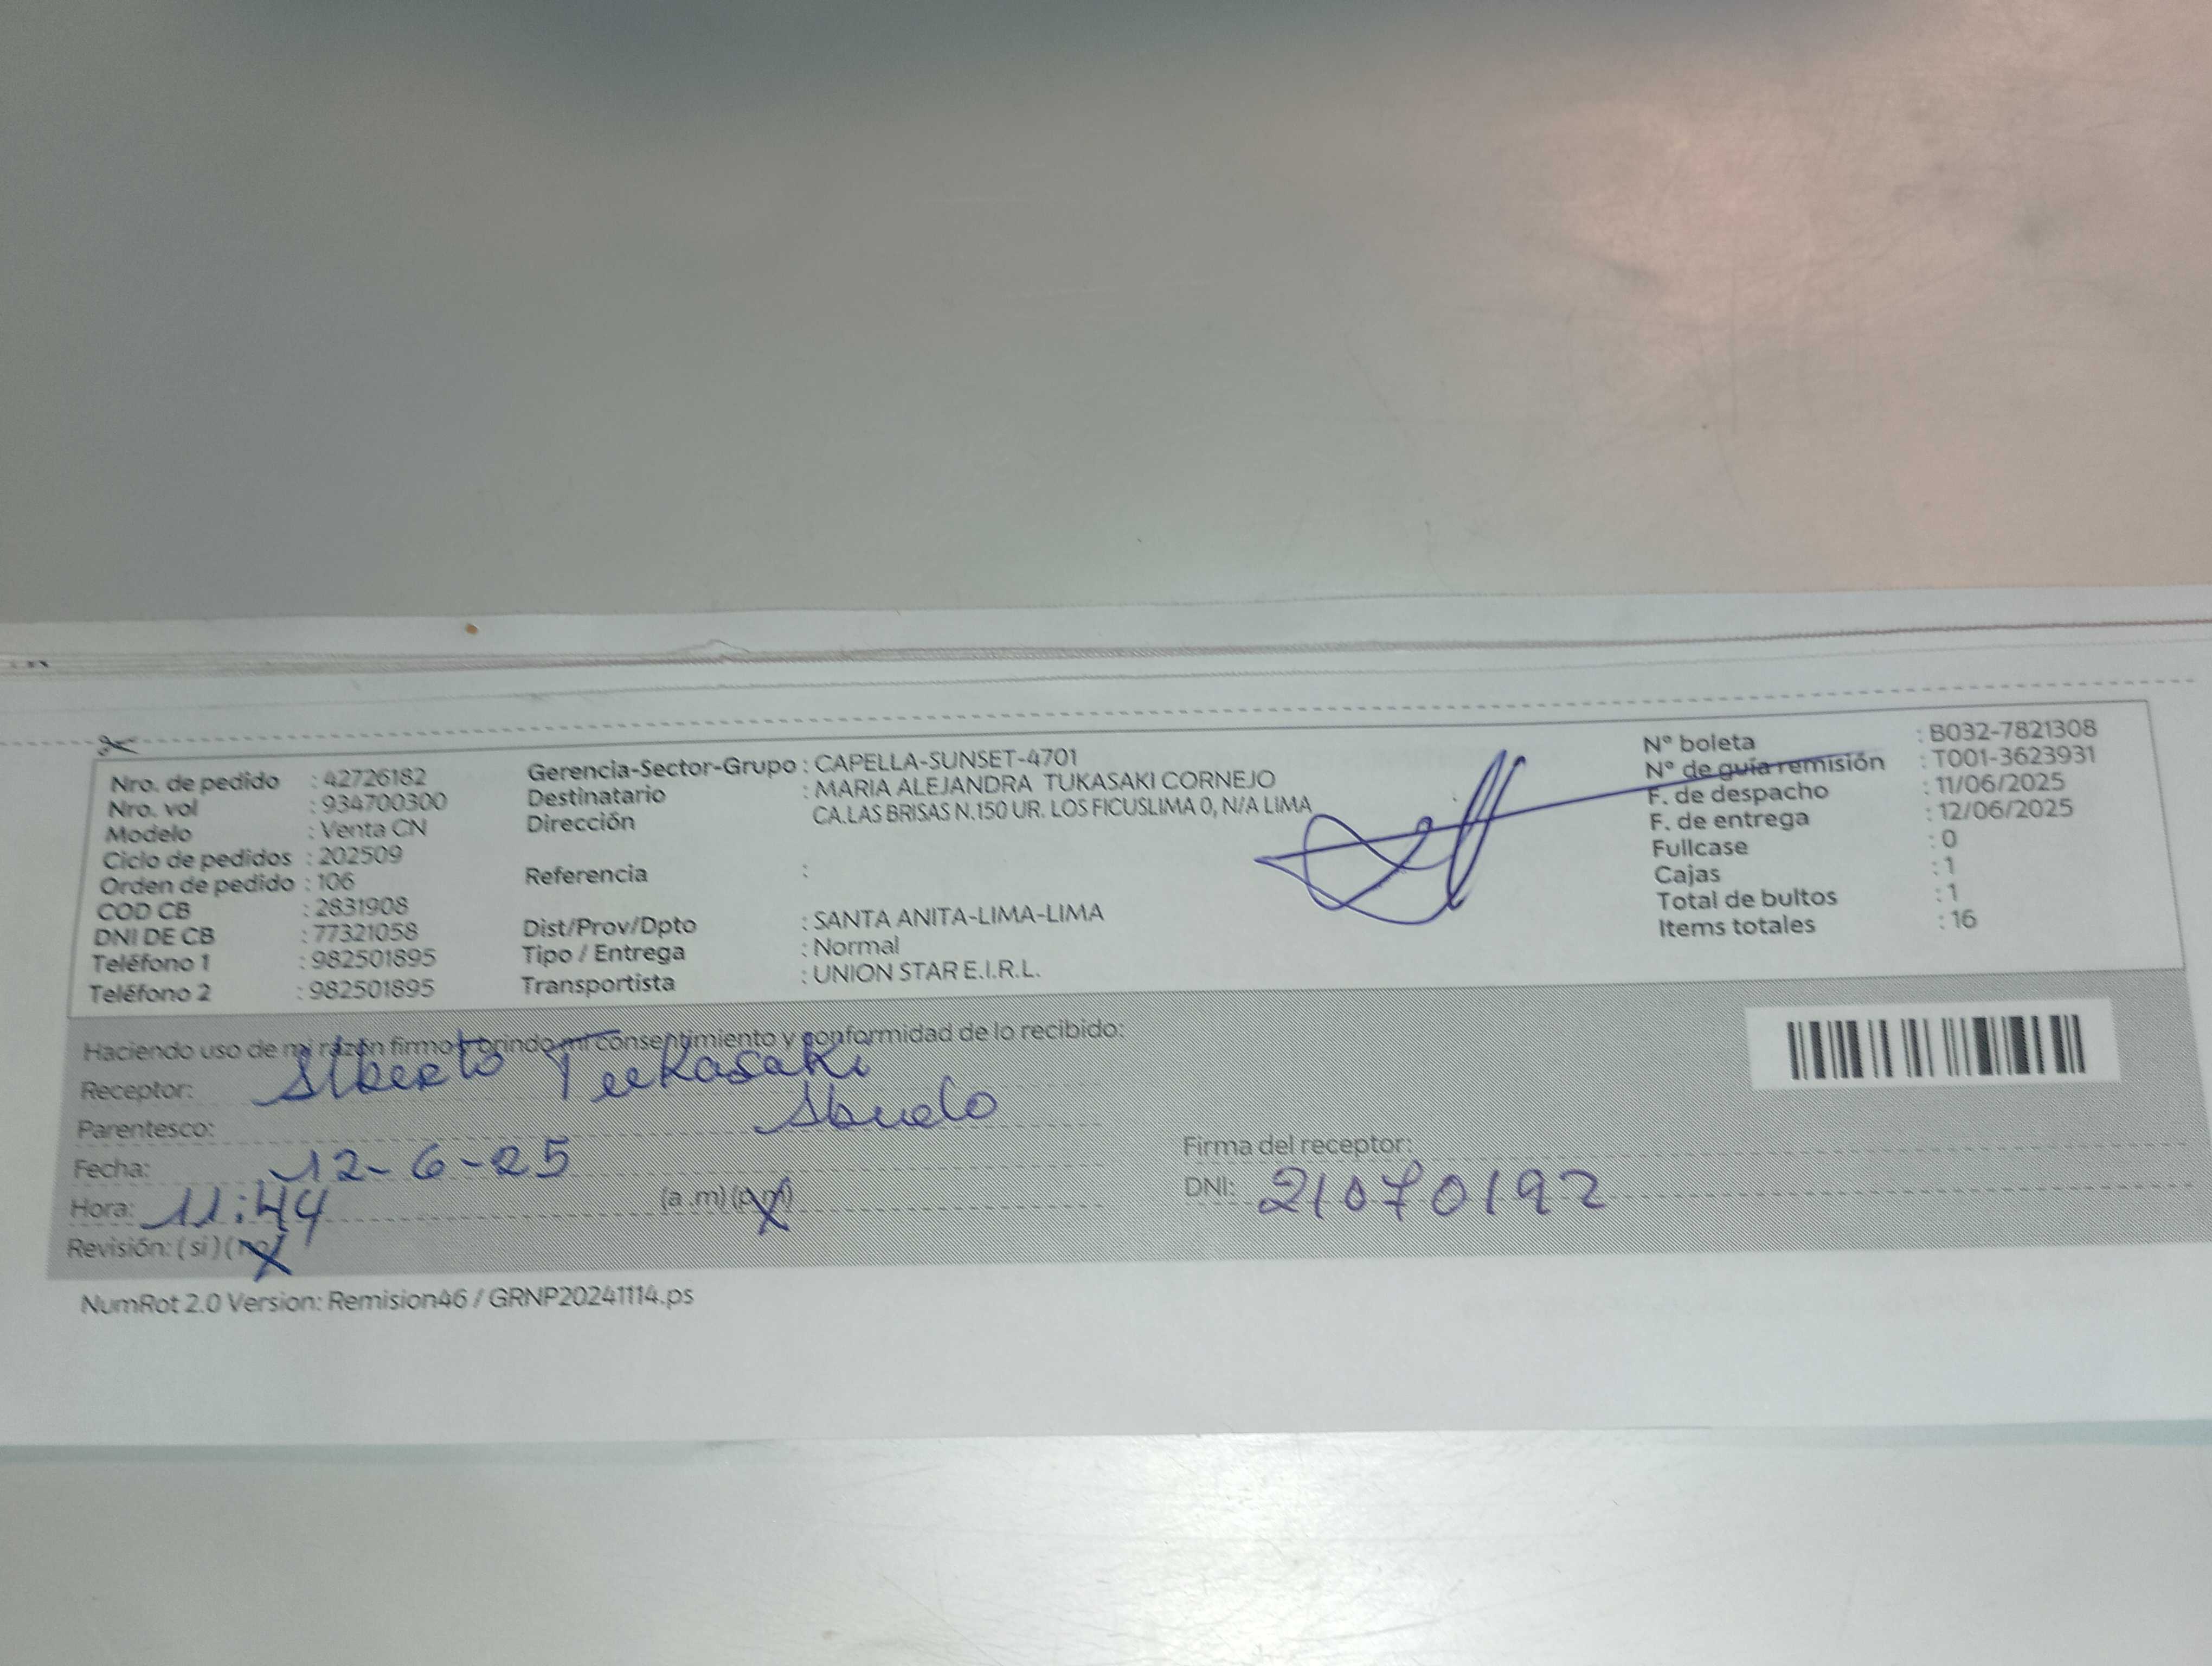 Nro. de pedido : 42726182
Nro. vol : 934700300
Modelo : Venta CN
Ciclo de pedidos : 202509
Orden de pedido : 106
COD CB : 2831908
DNI DE CB : 77321058
Teléfono 1 : 982501895
Teléfono 2 : 982501895
Gerencia-Sector-Grupo : CAPELLA-SUNSET-4701
Destinatario : MARIA ALEJANDRA TUKASAKI CORNEJO
Dirección CA.LAS BRISAS N.150 UR. LOS FICUSLIMA 0, N/A LIMA
Referencia :
Dist/Prov/Dpto : SANTA ANITA-LIMA-LIMA
Tipo / Entrega : Normal
Transportista : UNION STAR E.I.R.L.
N° boleta : B032-7821308
N° de guía remisión : T001-3623931
F. de despacho : 11/06/2025
F. de entrega : 12/06/2025
Fullcase : 0
Cajas : 1
Total de bultos : 1
Items totales : 16
Haciendo uso de mi razón firmo brindo mi consentimiento y conformidad de lo recibido:
Receptor: Alberto Tukasaki
Parentesco: Abuelo
Fecha: 12-6-25
Hora: 11:44 (a .m) (p.m)
Revisión: ( si ) ( no )
Firma del receptor:
DNI: 21070192
NumRot 2.0 Version: Remision46 / GRNP20241114.ps